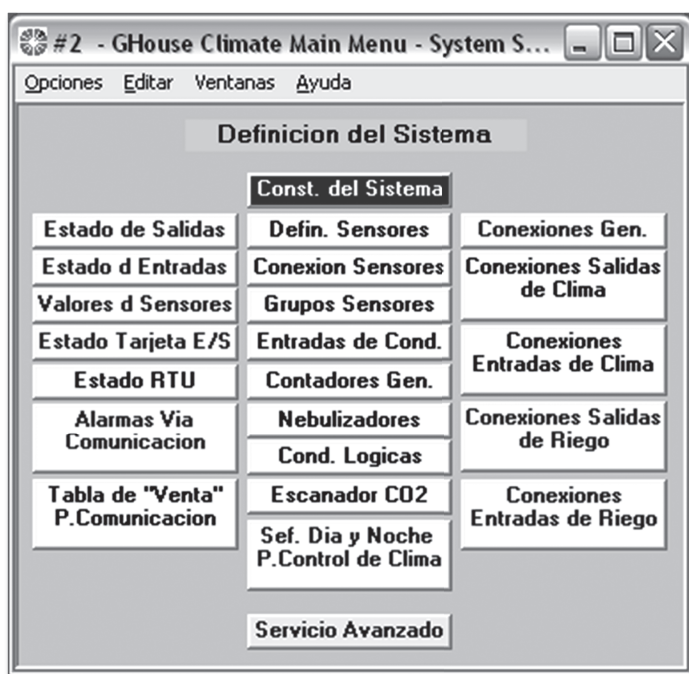 #2 - GHouse Climate Main Menu - System S...
Opciones Editar Ventanas Ayuda
Definicion del Sistema
Const. del Sistema
Estado de Salidas
Estado d Entradas
Valores d Sensores
Estado Tarjeta E/S
Estado RTU
Alarmas Via
Comunicacion
Tabla de "Venta"
P.Comunicacion
Defin. Sensores
Conexion Sensores
Grupos Sensores
Entradas de Cond.
Contadores Gen.
Nebulizadores
Cond. Logicas
Escanador CO2
Sef. Dia y Noche
P.Control de Clima
Conexiones Gen.
Conexiones Salidas
de Clima
Conexiones
Entradas de Clima
Conexiones Salidas
de Riego
Conexiones
Entradas de Riego
Servicio Avanzado